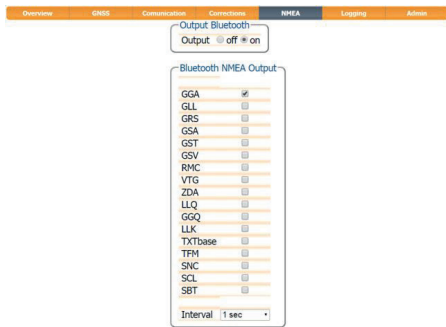 Overview GNSS Comunication Corrections NMEA Logging Admin
Output Bluetooth
Output off on
Bluetooth NMEA Output
GGA
GLL
GRS
GSA
GST
GSV
RMC
VTG
ZDA
LLQ
GGQ
LLK
TXTbase
TFM
SNC
SCL
SBT
Interval 1 sec